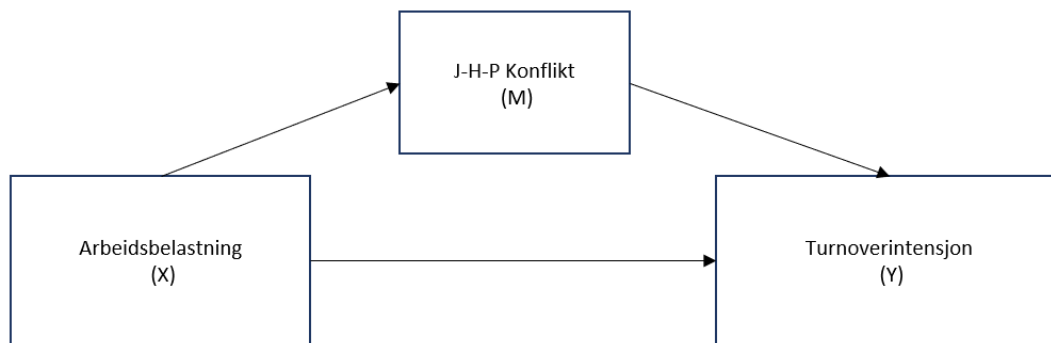 J-H-P Konflikt
(M)
Arbeidsbelastning
(X)
Turnoverintensjon
(Y)